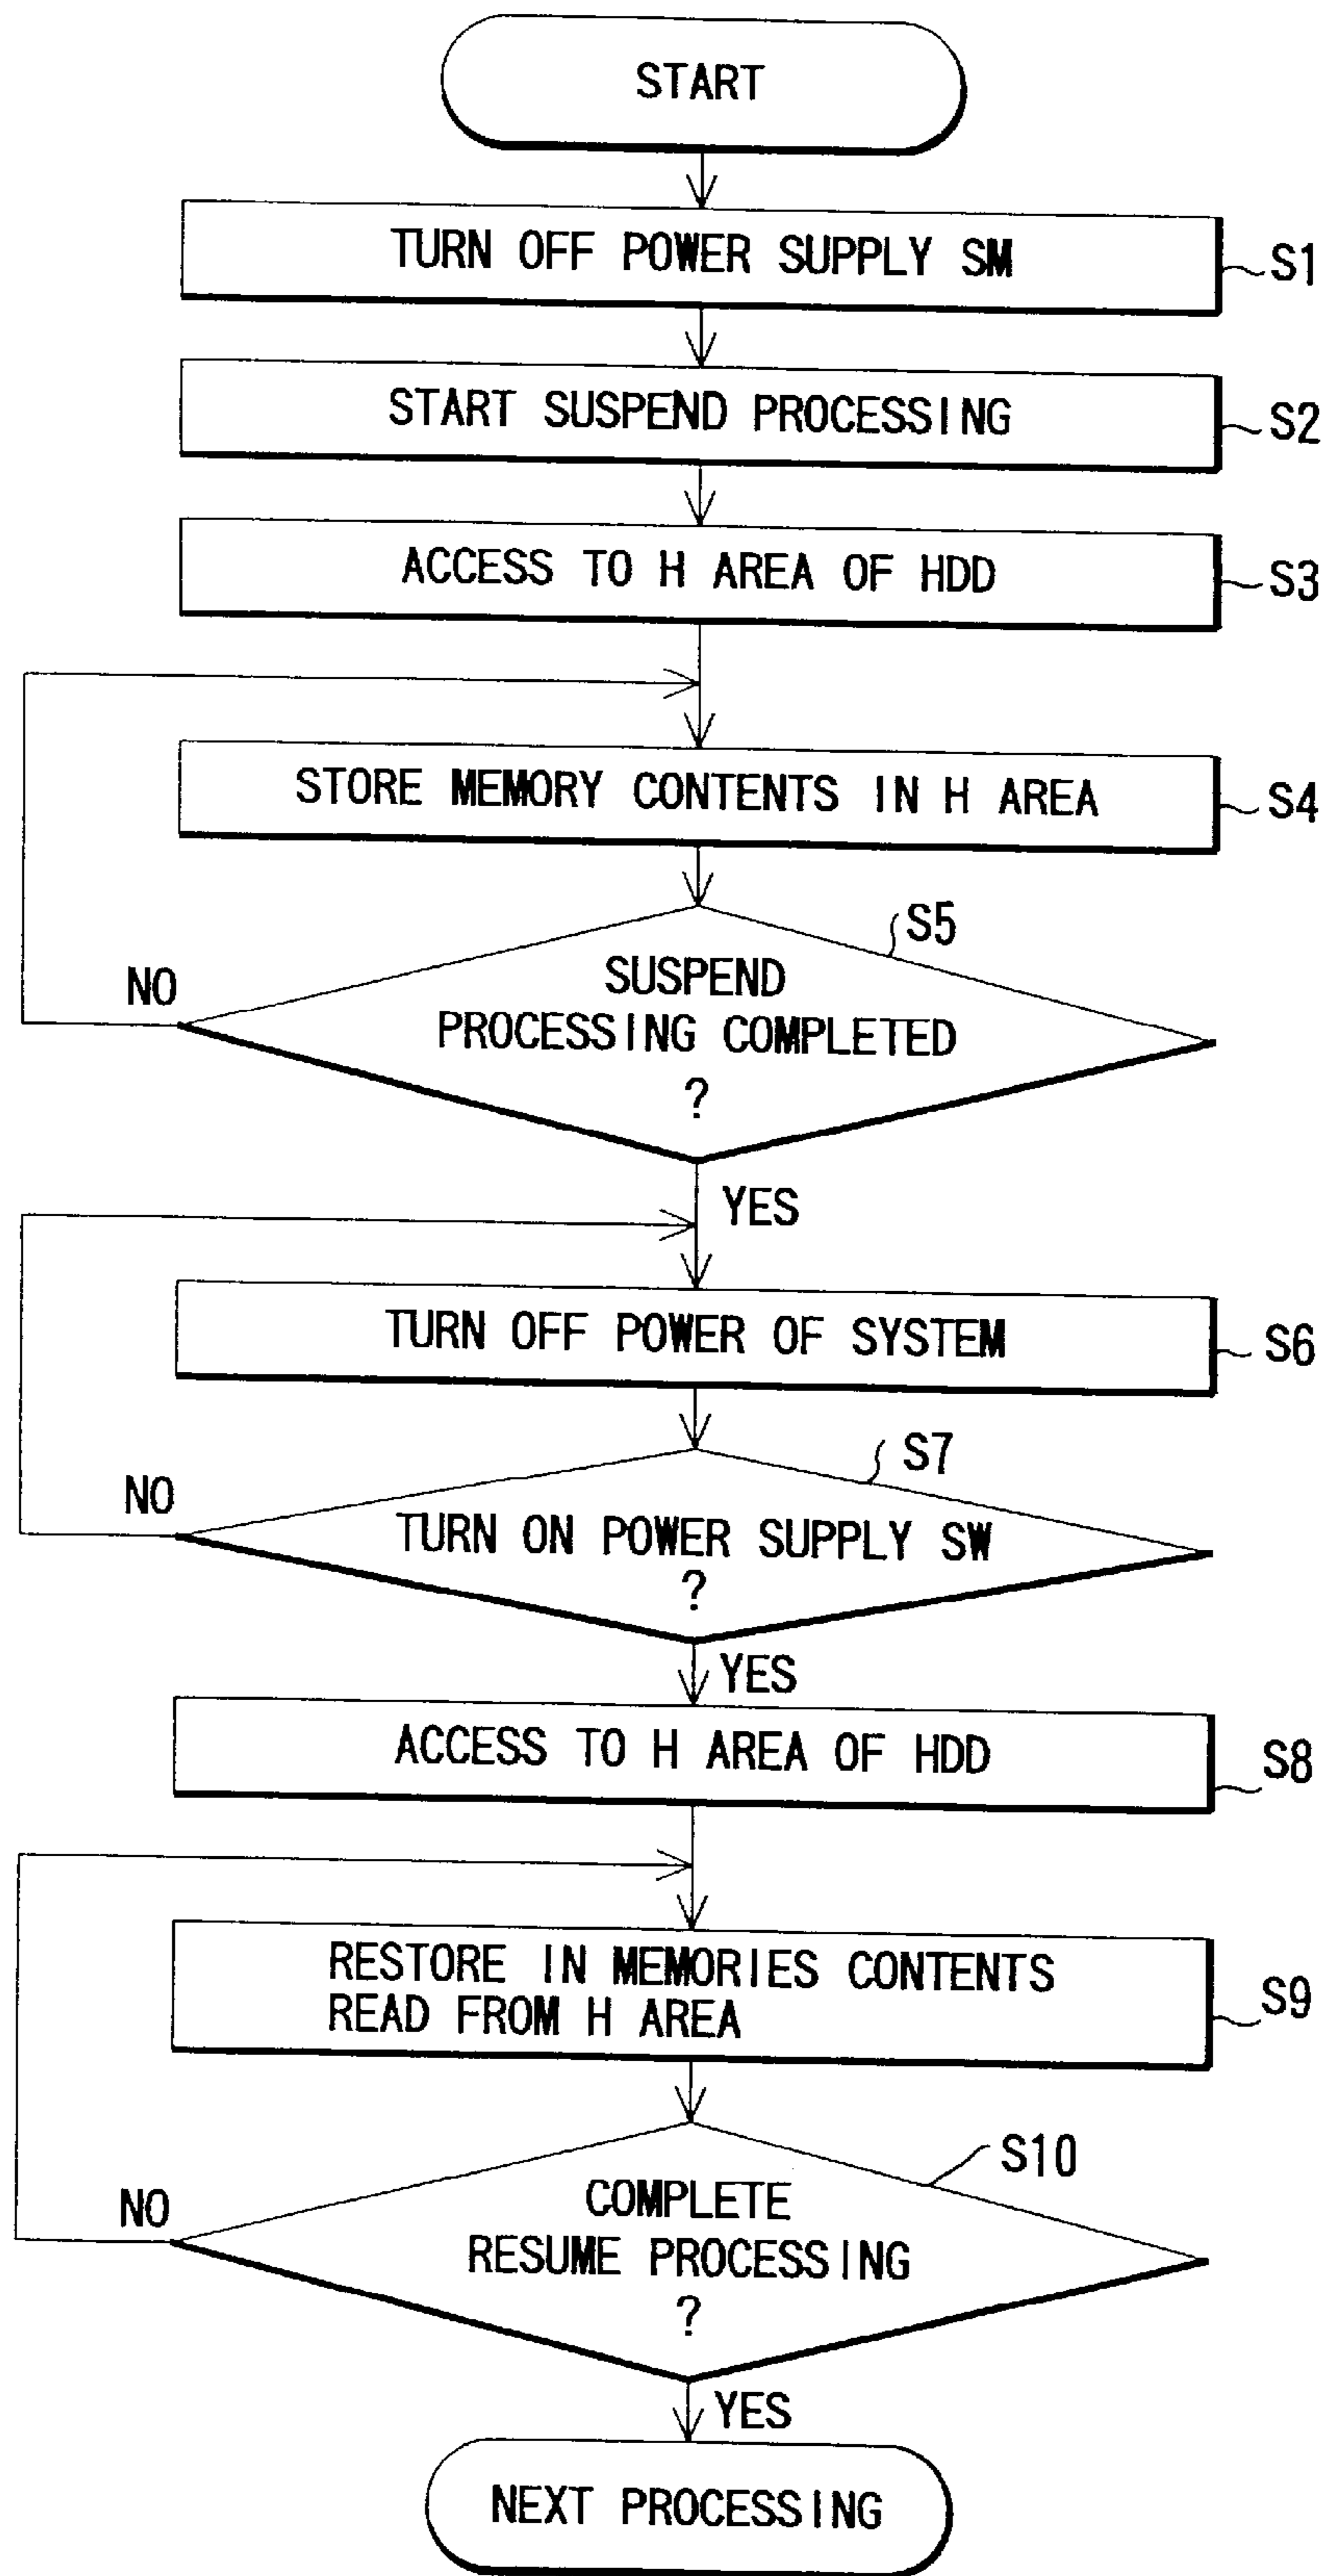 START
TURN OFF POWER SUPPLY SM
S1
START SUSPEND PROCESSING
S2
ACCESS TO H AREA OF HDD
S3
STORE MEMORY CONTENTS IN H AREA
S4
S5
SUSPEND
PROCESSING COMPLETED
?
NO
YES
TURN OFF POWER OF SYSTEM
S6
S7
TURN ON POWER SUPPLY SW
?
NO
YES
ACCESS TO H AREA OF HDD
S8
RESTORE IN MEMORIES CONTENTS
READ FROM H AREA
S9
S10
COMPLETE
RESUME PROCESSING
?
NO
YES
NEXT PROCESSING